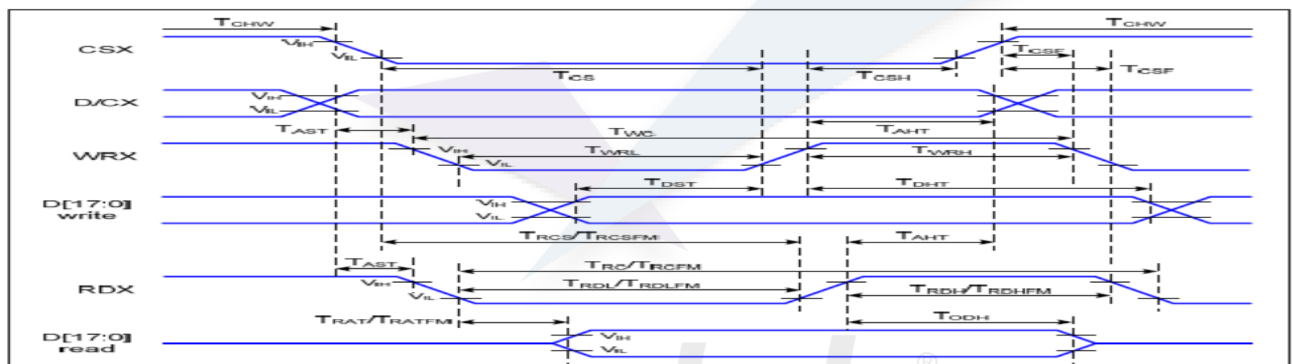 TCHW TCHW
CSX VIH
VIL TCSF
TCS TCSH TCSF
D/CX VIH
VIL
TAST TWC TAHT
WRX VIH VIL TWRL TWRH
TDST TDHT
D[17:0] write VIH
VIL
TRCS/TRCSFM TAHT
TAST TRC/TRCFM
RDX VIH TRDL/TRDLFM TRDH/TRDHFM
VIL
TRAT/TRATFM TODH
D[17:0] read VIH
VIL
®